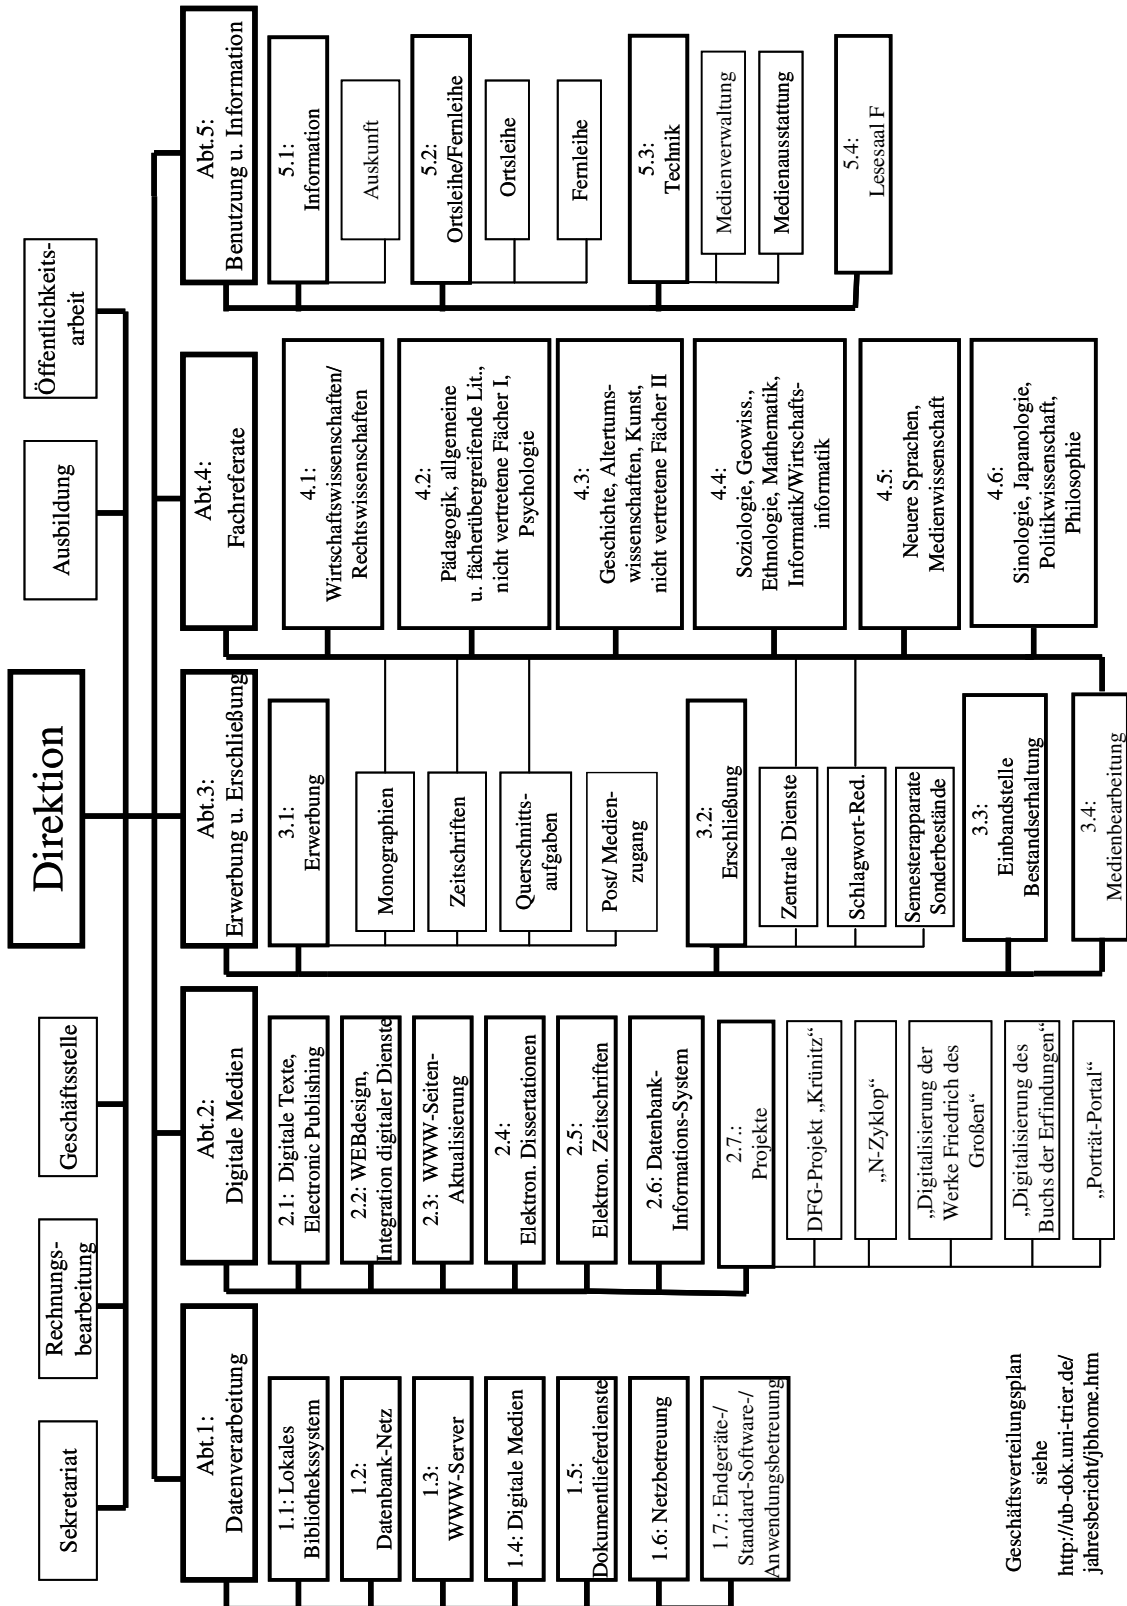 Direktion
Sekretariat
Rechnungs-
bearbeitung
Geschäftsstelle
Ausbildung
Öffentlichkeits-
arbeit
Abt.1:
Datenverarbeitung
1.1: Lokales
Bibliothekssystem
1.2:
Datenbank-Netz
1.3:
WWW-Server
1.4: Digitale Medien
1.5:
Dokumentlieferdienste
1.6: Netzbetreuung
1.7.: Endgeräte-/
Standard-Software-/
Anwendungsbetreuung
Abt.2:
Digitale Medien
2.1: Digitale Texte,
Electronic Publishing
2.2: WEBdesign,
Integration digitaler Dienste
2.3: WWW-Seiten-
Aktualisierung
2.4:
Elektron. Dissertationen
2.5:
Elektron. Zeitschriften
2.6: Datenbank-
Informations-System
2.7.:
Projekte
DFG-Projekt „Krünitz“
„N-Zyklop“
„Digitalisierung der
Werke Friedrich des
Großen“
„Digitalisierung des
Buchs der Erfindungen“
„Porträt-Portal“
Abt.3:
Erwerbung u. Erschließung
3.1:
Erwerbung
Monographien
Zeitschriften
Querschnitts-
aufgaben
Post/ Medien-
zugang
3.2:
Erschließung
Zentrale Dienste
Schlagwort-Red.
Semesterapparate
Sonderbestände
3.3:
Einbandstelle
Bestandserhaltung
3.4:
Medienbearbeitung
Abt.4:
Fachreferate
4.1:
Wirtschaftswissenschaften/
Rechtswissenschaften
4.2:
Pädagogik, allgemeine
u. fächerübergreifende Lit.,
nicht vertretene Fächer I,
Psychologie
4.3:
Geschichte, Altertums-
wissenschaften, Kunst,
nicht vertretene Fächer II
4.4:
Soziologie, Geowiss.,
Ethnologie, Mathematik,
Informatik/Wirtschafts-
informatik
4.5:
Neuere Sprachen,
Medienwissenschaft
4.6:
Sinologie, Japanologie,
Politikwissenschaft,
Philosophie
Abt.5:
Benutzung u. Information
5.1:
Information
Auskunft
5.2:
Ortsleihe/Fernleihe
Ortsleihe
Fernleihe
5.3:
Technik
Medienverwaltung
Medienausstattung
5.4:
Lesesaal F
Geschäftsverteilungsplan
siehe
http://ub-dok.uni-trier.de/
jahresbericht/jbhome.htm